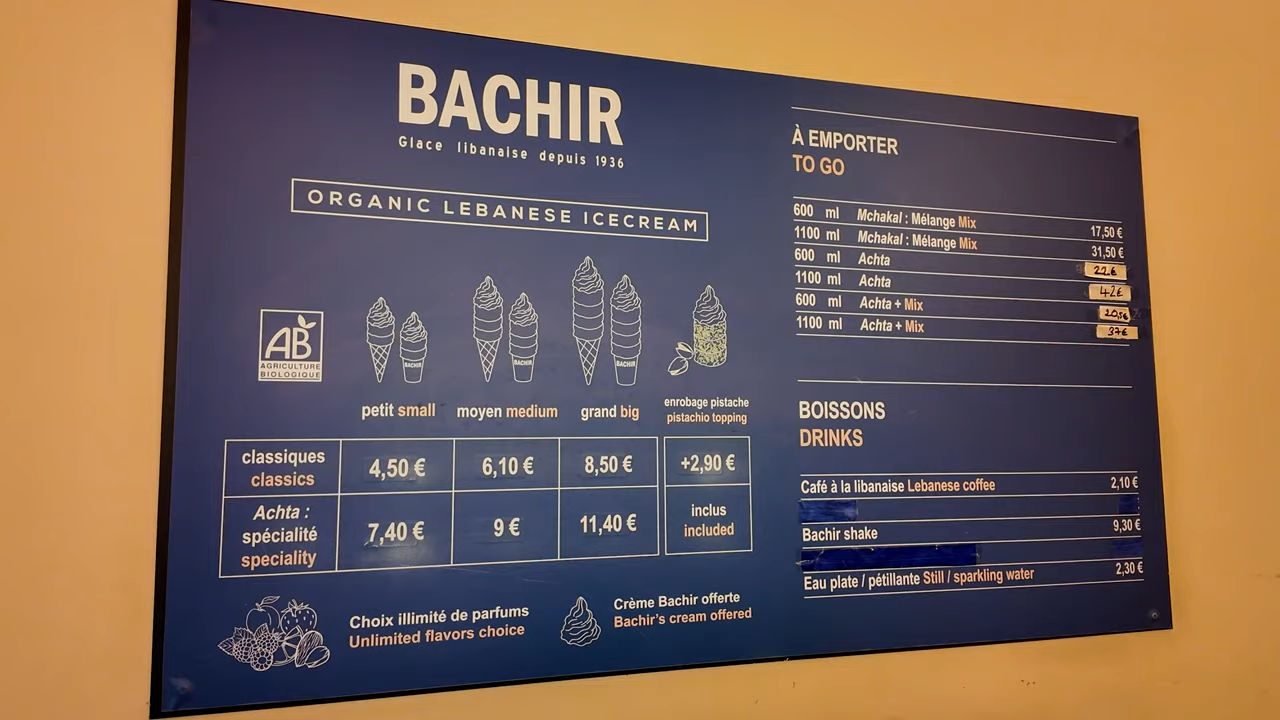 BACHIR
Glace libanaise depuis 1936
ORGANIC LEBANESE ICECREAM
AB
AGRICULTURE
BIOLOGIQUE
BACHIR
BACHIR
BACHIR
petit small
moyen medium
grand big
enrobage pistache
pistachio topping
classiques
classics
4,50 €
6,10 €
8,50 €
+2,90 €
Achta :
spécialité
speciality
7,40 €
9 €
11,40 €
inclus
included
Choix illimité de parfums
Unlimited flavors choice
Crème Bachir offerte
Bachir's cream offered
À EMPORTER
TO GO
600 ml Mchakal : Mélange Mix 17,50 €
1100 ml Mchakal : Mélange Mix 31,50 €
600 ml Achta 22€
1100 ml Achta 42€
600 ml Achta + Mix 20,5€
1100 ml Achta + Mix 37€
BOISSONS
DRINKS
Café à la libanaise Lebanese coffee 2,10 €
Bachir shake 9,30 €
Eau plate / pétillante Still / sparkling water 2,30 €